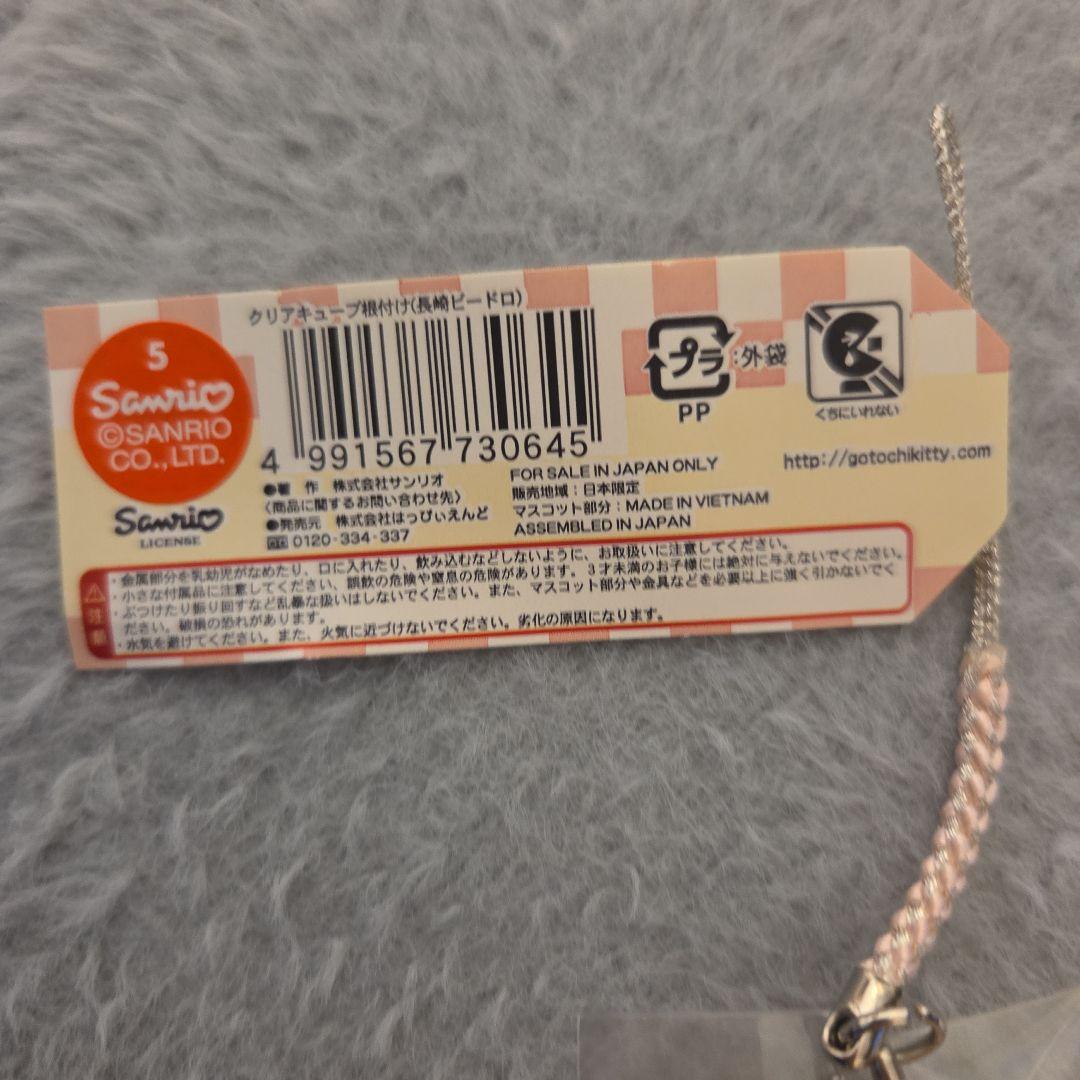 クリアキューブ根付け(長崎ビードロ)
5
Sanrio
©SANRIO
CO.,LTD.
Sanrio
LICENSE
4 991567 730645
●著 作 株式会社サンリオ
〈商品に関するお問い合わせ先〉
●発売元 株式会社はっぴぃえんど
0120-334-337
FOR SALE IN JAPAN ONLY
販売地域：日本限定
マスコット部分：MADE IN VIETNAM
ASSEMBLED IN JAPAN
プラ :外袋
PP
くちにいれない
http://gotochikitty.com
注意
・金属部分を乳幼児がなめたり、口に入れたり、飲み込むなどしないように、お取扱いに注意してください。
・小さな付属品に注意してください、誤飲の危険や窒息の危険があります。3才未満のお子様には絶対に与えないでください。
・ぶつけたり振り回すなど乱暴な扱いはしないでください。また、マスコット部分や金具などを必要以上に強く引かないでく
ださい。破損の恐れがあります。
・水気を避けてください。また、火気に近づけないでください。劣化の原因になります。